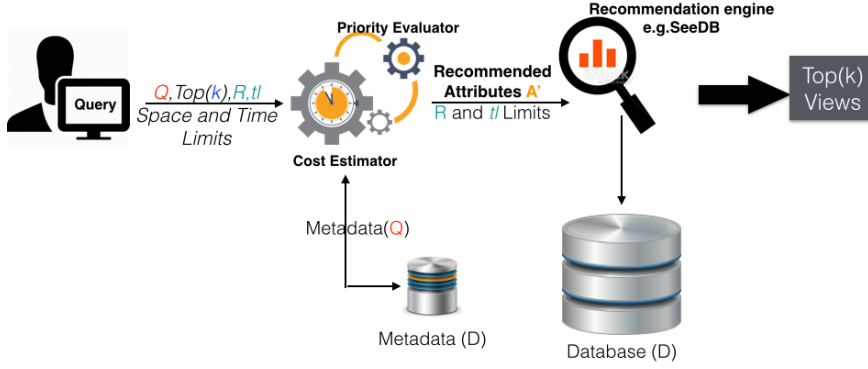 Recommendation engine
e.g.SeeDB
Priority Evaluator
Query
Q,Top(k),R,tl
Space and Time
Limits
Recommended
Attributes A'
R and tl Limits
Top(k)
Views
Cost Estimator
Metadata(Q)
Metadata (D)
Database (D)